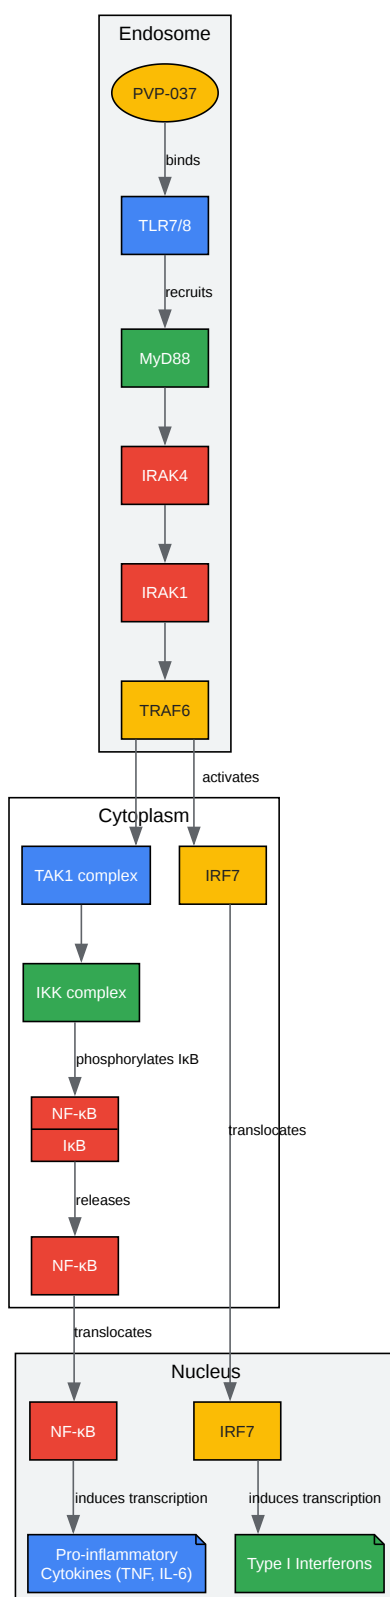 Endosome
PVP-037
binds
TLR7/8
recruits
MyD88
IRAK4
IRAK1
TRAF6
activates
Cytoplasm
TAK1 complex
IRF7
IKK complex
phosphorylates IκB
NF-κB
IκB
translocates
releases
NF-κB
translocates
Nucleus
NF-κB
IRF7
induces transcription
induces transcription
Pro-inflammatory
Cytokines (TNF, IL-6)
Type I Interferons